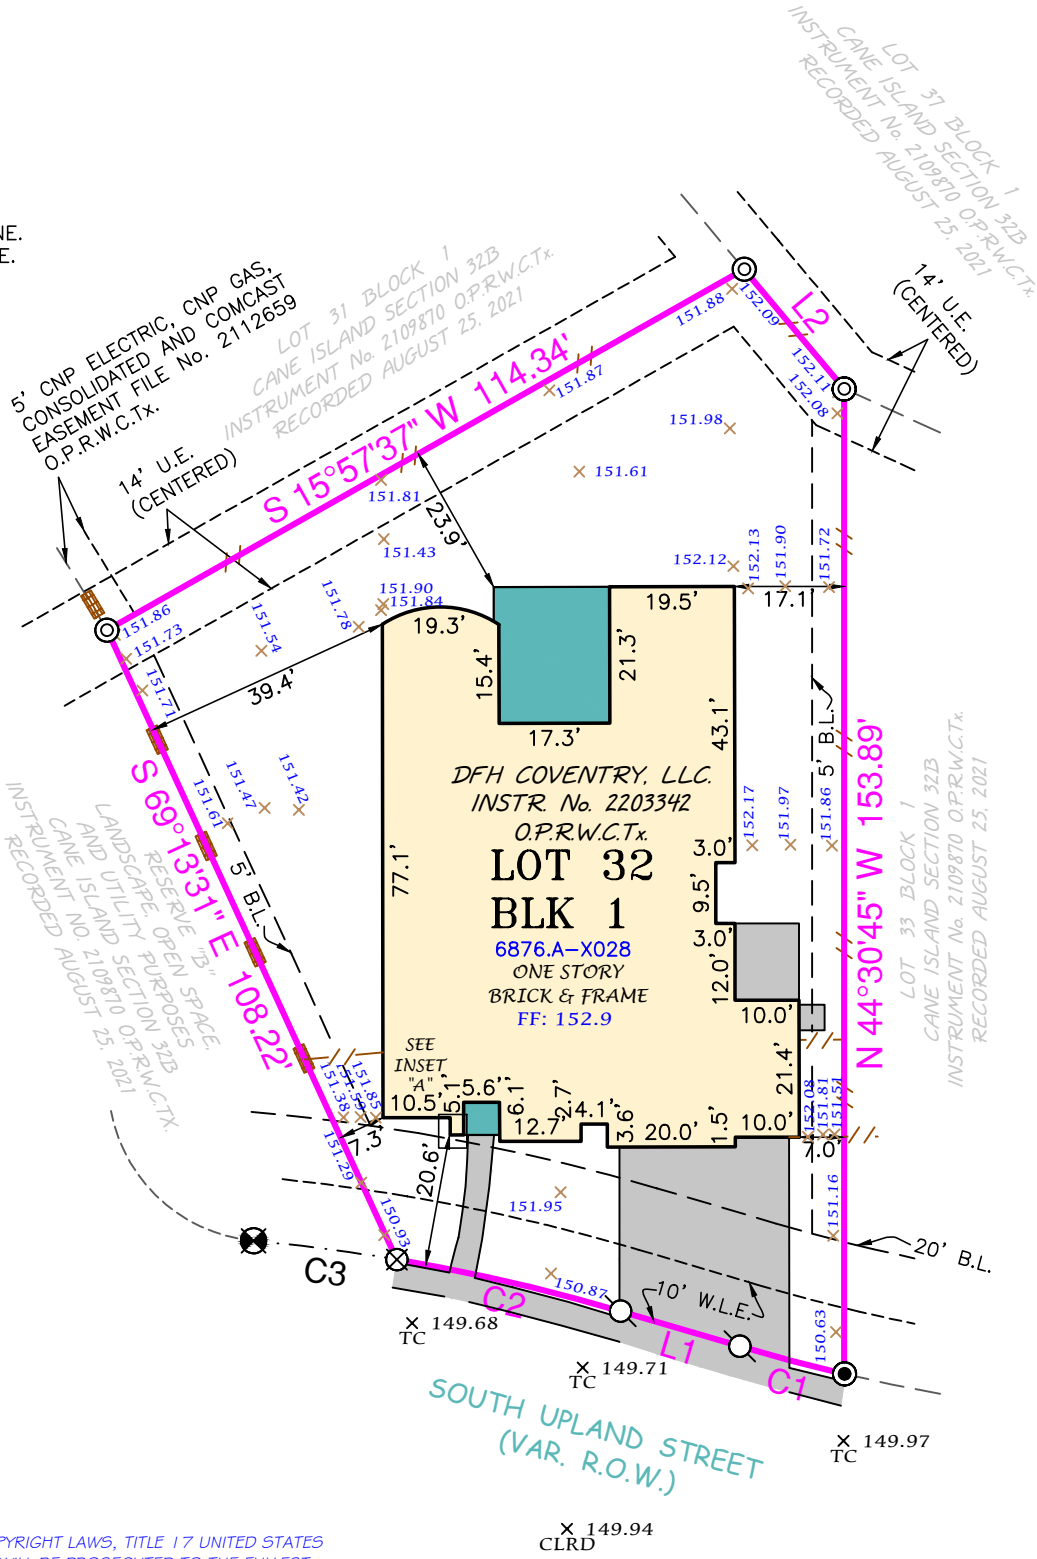 LOT 37 BLOCK 1
CANE ISLAND SECTION 32B
INSTRUMENT No. 2109870 O.P.R.W.C.Tx.
RECORDED AUGUST 25, 2021
NE.
E.
5' CNP ELECTRIC, CNP GAS,
CONSOLIDATED AND COMCAST
EASEMENT FILE No. 2112659
O.P.R.W.C.Tx.
LOT 31 BLOCK 1
CANE ISLAND SECTION 32B
INSTRUMENT No. 2109870 O.P.R.W.C.Tx.
RECORDED AUGUST 25, 2021
14' U.E.
(CENTERED)
14' U.E.
(CENTERED)
L2
151.88
152.09
152.11
152.08
S 15°57'37" W 114.34'
151.87
151.98
151.61
151.81
23.9'
151.43
152.12
152.13
151.90
151.72
151.90
151.84
151.78
151.86
151.73
151.54
151.71
19.3'
19.5'
17.1'
15.4'
21.3'
39.4'
17.3'
43.1'
5' B.L.
N 44°30'45" W 153.89'
S 69°13'31" E 108.22'
151.61
151.47
151.42
5' B.L.
DFH COVENTRY, LLC.
INSTR. No. 2203342
O.P.R.W.C.Tx.
LOT 32
BLK 1
6876.A-X028
ONE STORY
BRICK & FRAME
FF: 152.9
77.1'
3.0'
9.5'
3.0'
12.0'
10.0'
21.4'
152.17
151.97
151.86
LOT 33 BLOCK 1
CANE ISLAND SECTION 32B
INSTRUMENT No. 2109870 O.P.R.W.C.Tx.
RECORDED AUGUST 25, 2021
RESERVE "B"
LANDSCAPE, OPEN SPACE,
AND UTILITY PURPOSES
CANE ISLAND SECTION 32B
INSTRUMENT NO. 2109870 O.P.R.W.C.TX.
RECORDED AUGUST 25, 2021
SEE
INSET
"A"
10.5'
5.1'
5.6'
6.1'
12.7'
2.7'
4.1'
3.6'
20.0'
1.5'
10.0'
151.38
151.59
151.85
152.08
151.81
151.51
7.3'
7.0'
20.6'
151.29
150.93
151.95
151.16
20' B.L.
C3
C2
150.87
10' W.L.E.
L1
C1
150.63
TC 149.68
TC 149.71
TC 149.97
SOUTH UPLAND STREET
(VAR. R.O.W.)
149.94
CLRD
PYRIGHT LAWS, TITLE 17 UNITED STATES